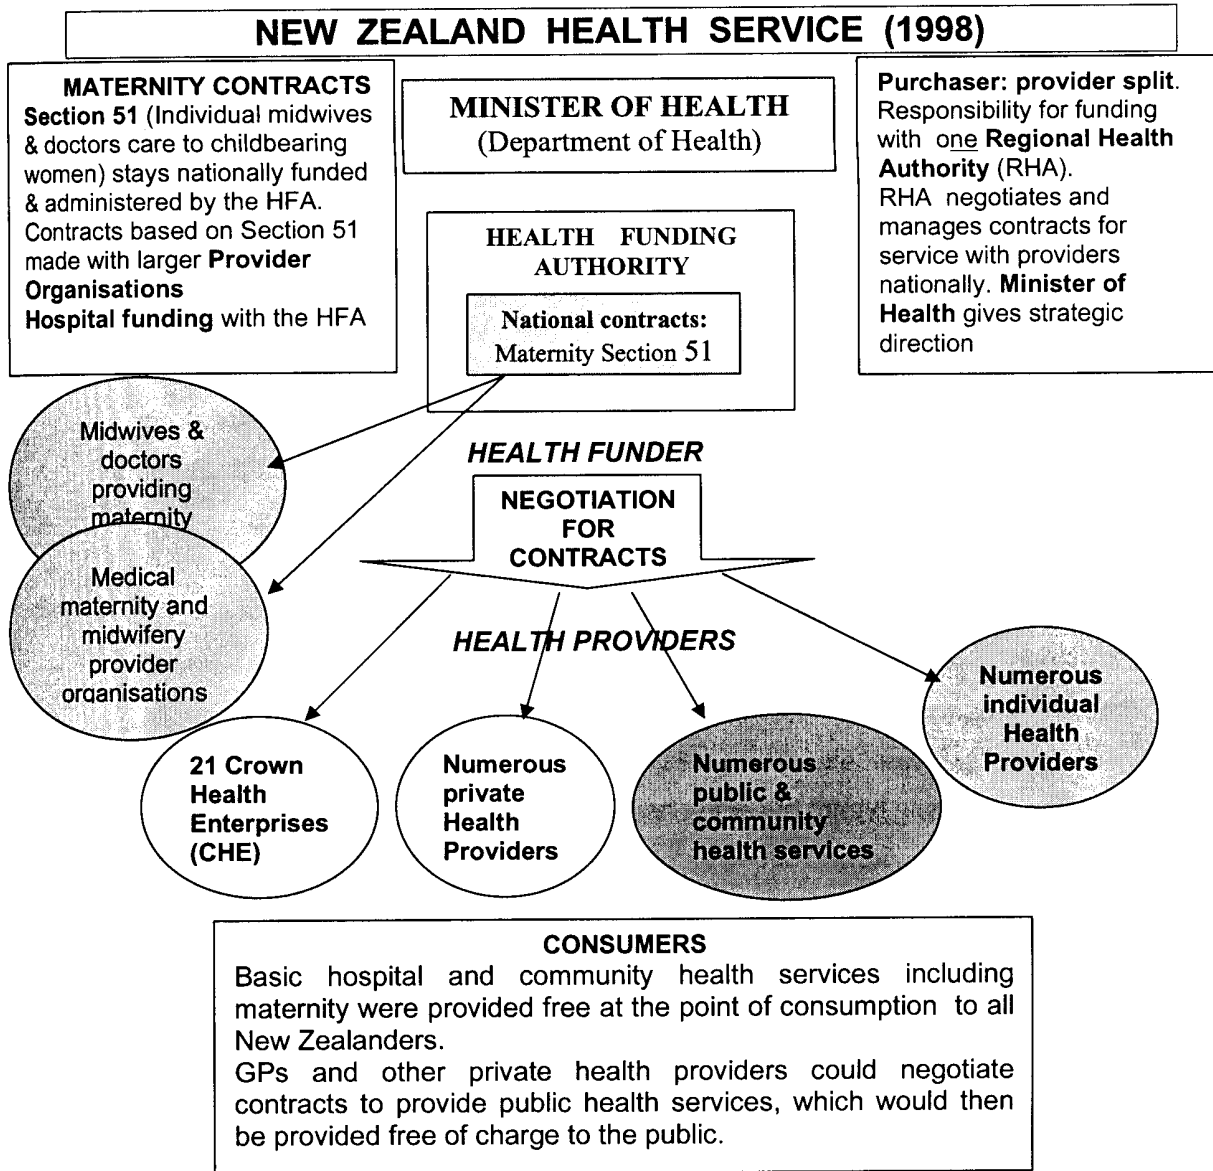 NEW ZEALAND HEALTH SERVICE (1998)
MATERNITY CONTRACTS
Section 51 (Individual midwives
& doctors care to childbearing
women) stays nationally funded
& administered by the HFA.
Contracts based on Section 51
made with larger Provider
Organisations
Hospital funding with the HFA
MINISTER OF HEALTH
(Department of Health)
Purchaser: provider split.
Responsibility for funding
with one Regional Health
Authority (RHA).
RHA negotiates and
manages contracts for
service with providers
nationally. Minister of
Health gives strategic
direction
HEALTH FUNDING
AUTHORITY
National contracts:
Maternity Section 51
Midwives &
doctors
providing
maternity
Medical
maternity and
midwifery
provider
organisations
HEALTH FUNDER
NEGOTIATION
FOR
CONTRACTS
HEALTH PROVIDERS
21 Crown
Health
Enterprises
(CHE)
Numerous
private
Health
Providers
Numerous
public &
community
health services
Numerous
individual
Health
Providers
CONSUMERS
Basic hospital and community health services including
maternity were provided free at the point of consumption to all
New Zealanders.
GPs and other private health providers could negotiate
contracts to provide public health services, which would then
be provided free of charge to the public.